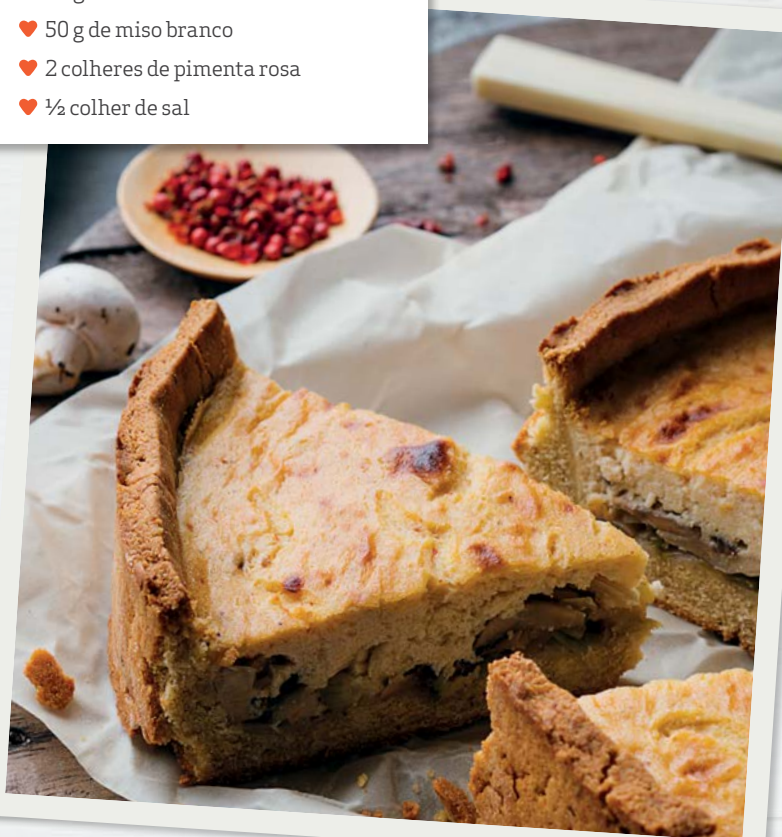 50 g de miso branco
2 colheres de pimenta rosa
½ colher de sal